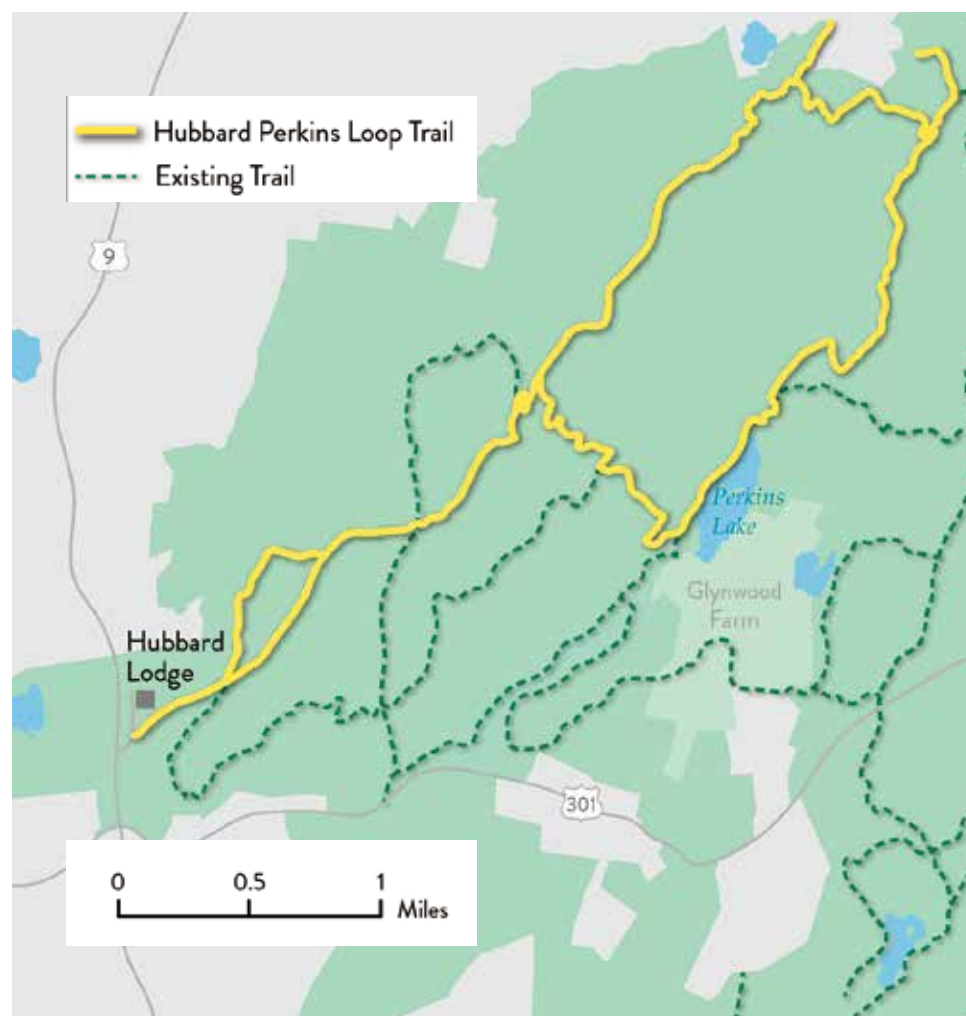 Hubbard Perkins Loop Trail
Existing Trail
9
Perkins
Lake
Glynwood
Farm
Hubbard
Lodge
301
0 0.5 1
Miles